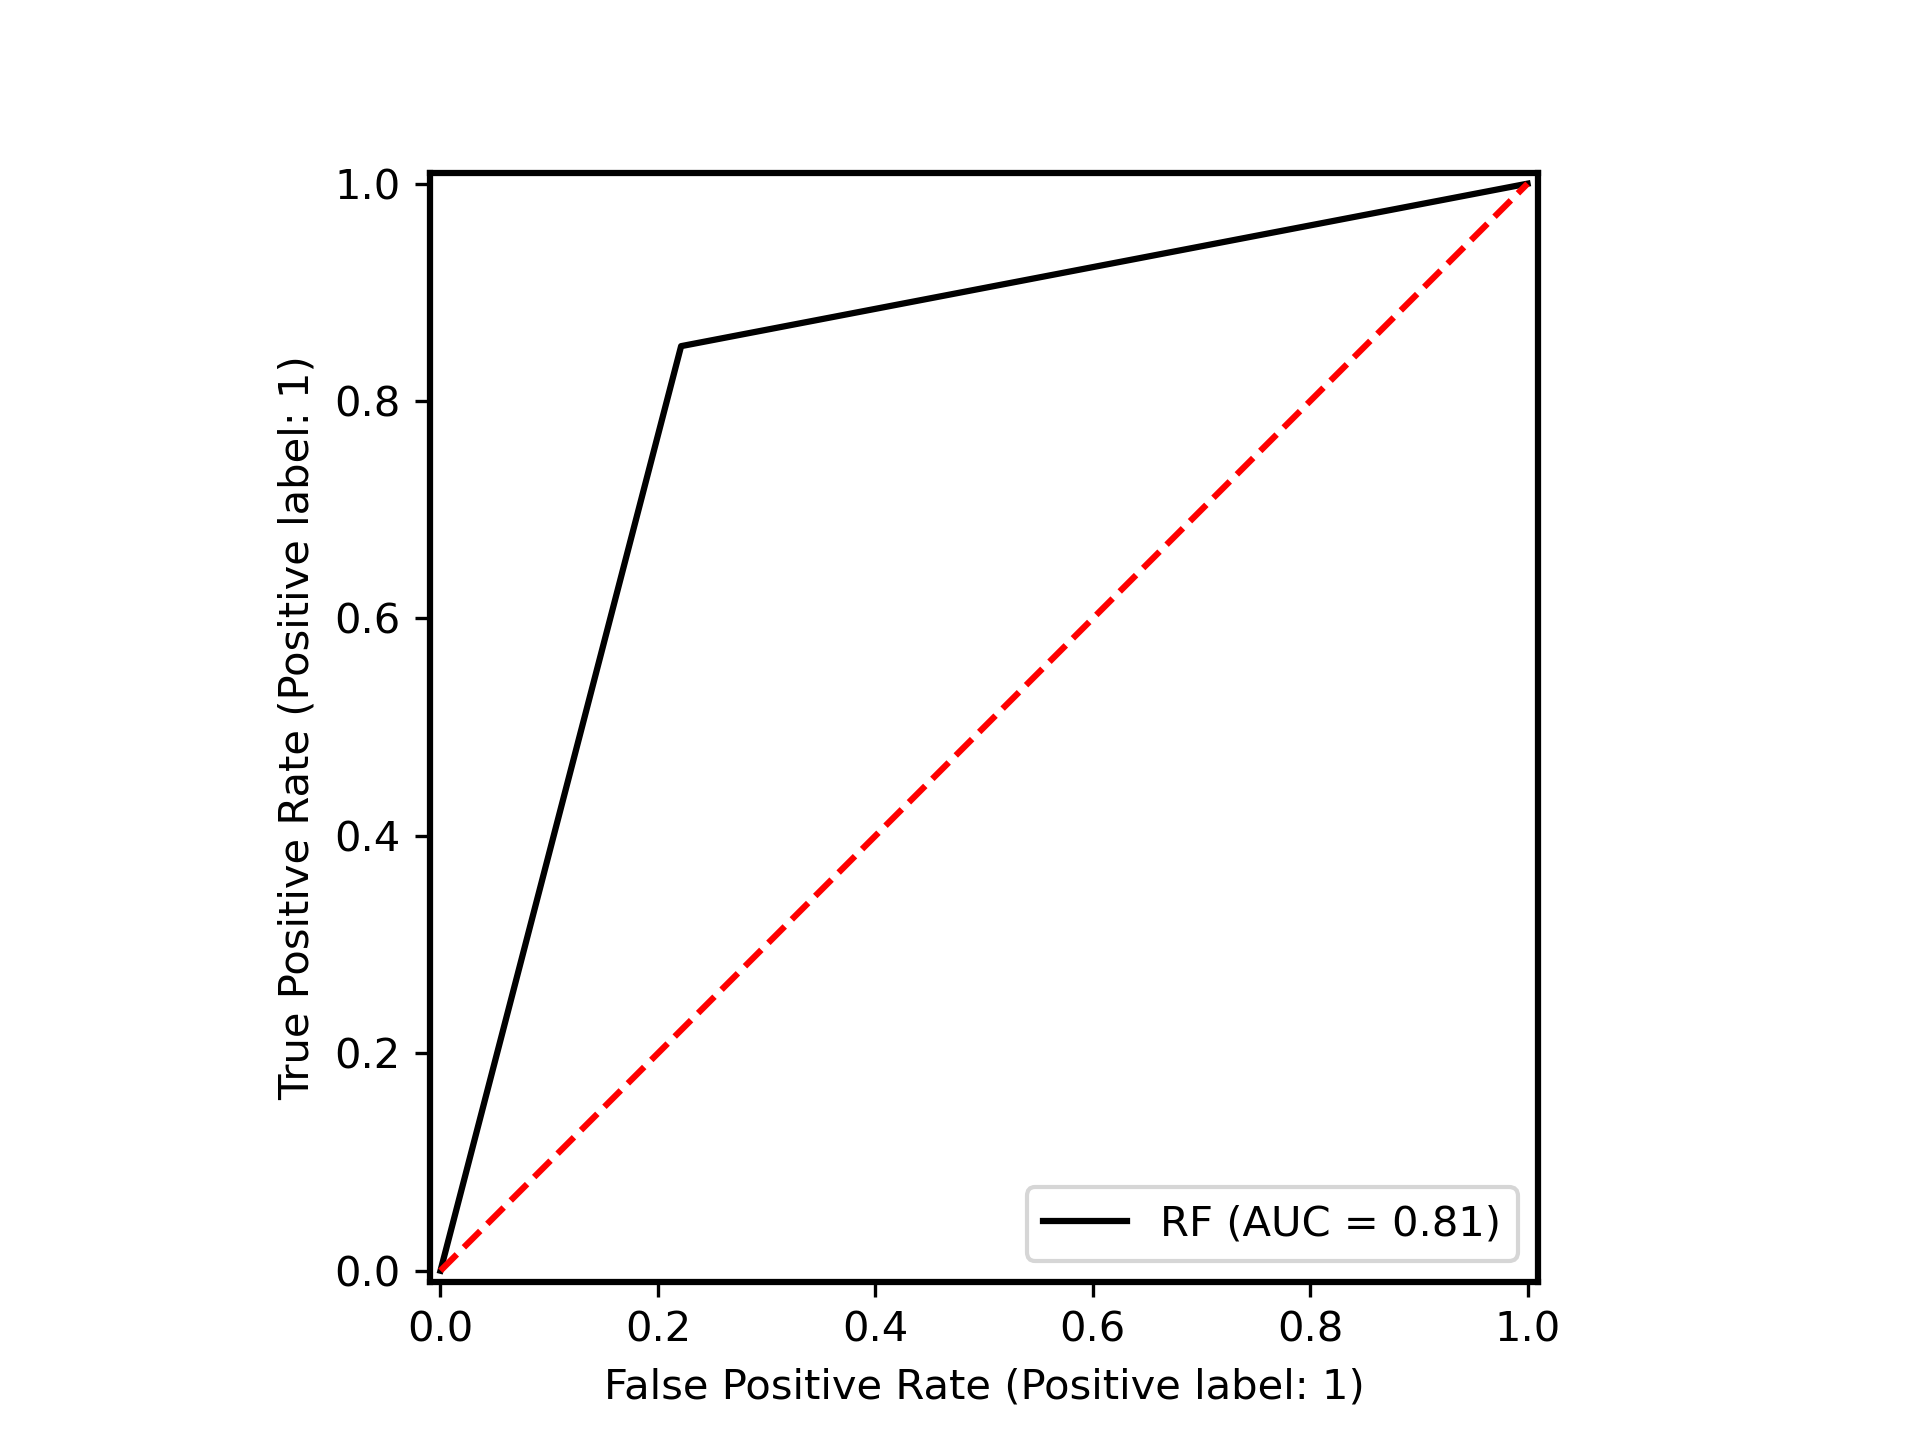 1.0
0.8
0.6
0.4
0.2
0.0
True Positive Rate (Positive label: 1)
RF (AUC = 0.81)
0.0 0.2 0.4 0.6 0.8 1.0
False Positive Rate (Positive label: 1)